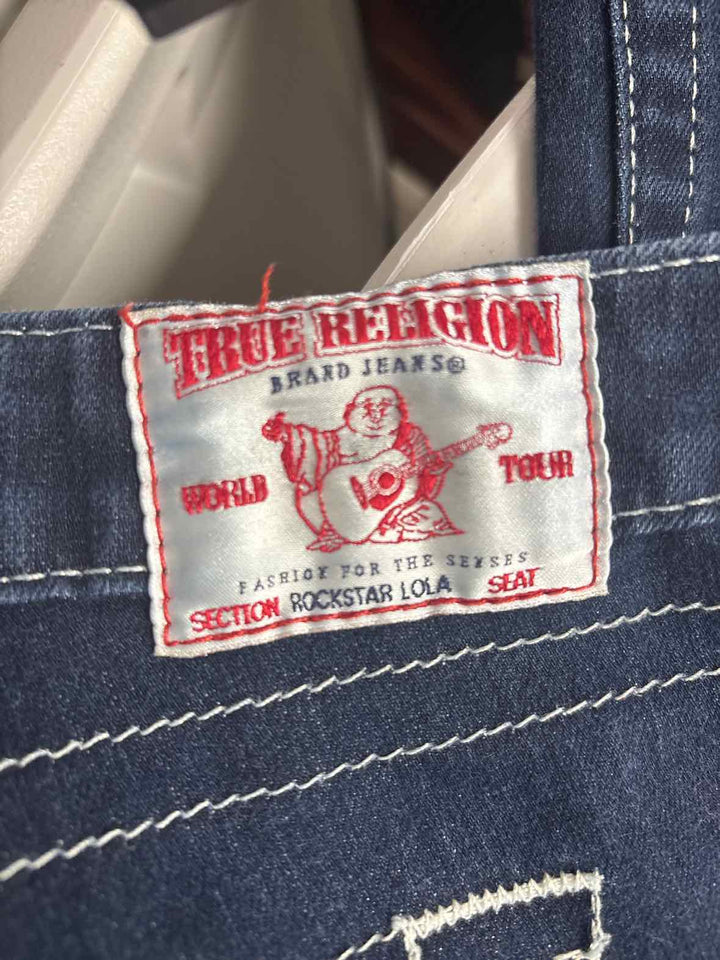 TRUE RELIGION
BRAND JEANS®
WORLD TOUR
FASHION FOR THE SENSES
SECTION ROCKSTAR LOLA SEAT